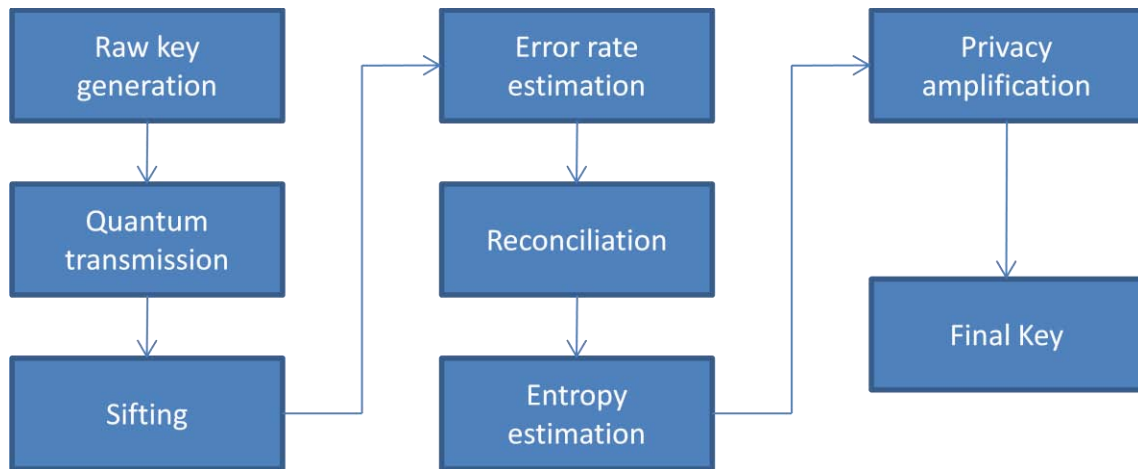 Raw key
generation
Quantum
transmission
Sifting
Error rate
estimation
Reconciliation
Entropy
estimation
Privacy
amplification
Final Key